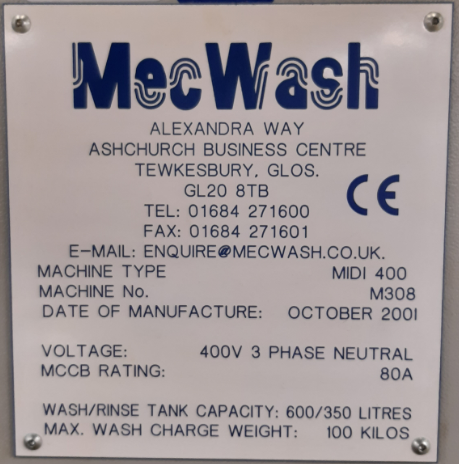 MecWash
ALEXANDRA WAY
ASHCHURCH BUSINESS CENTRE
TEWKESBURY, GLOS.
GL20 8TB
CE
TEL: 01684 271600
FAX: 01684 271601
E-MAIL: ENQUIRE@MECWASH.CO.UK.
MACHINE TYPE MIDI 400
MACHINE No. M308
DATE OF MANUFACTURE: OCTOBER 2001
VOLTAGE: 400V 3 PHASE NEUTRAL
MCCB RATING: 80A
WASH/RINSE TANK CAPACITY: 600/350 LITRES
MAX. WASH CHARGE WEIGHT: 100 KILOS